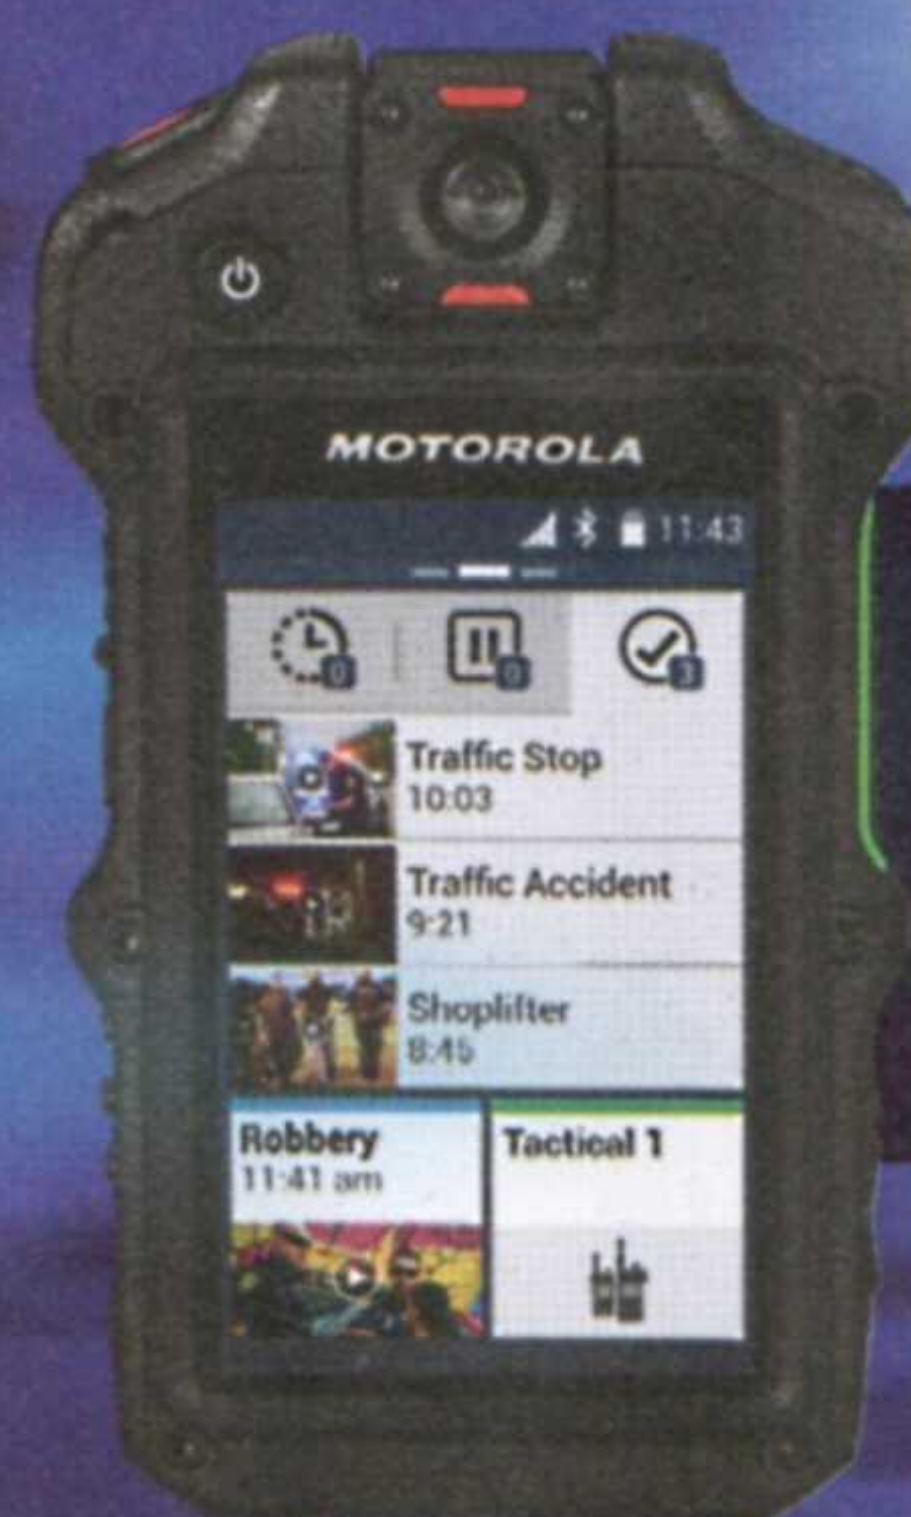 MOTOROLA
11:43
0
0
3
Traffic Stop
10:03
Traffic Accident
9:21
Shoplifter
8:45
Robbery
11:41 am
Tactical 1